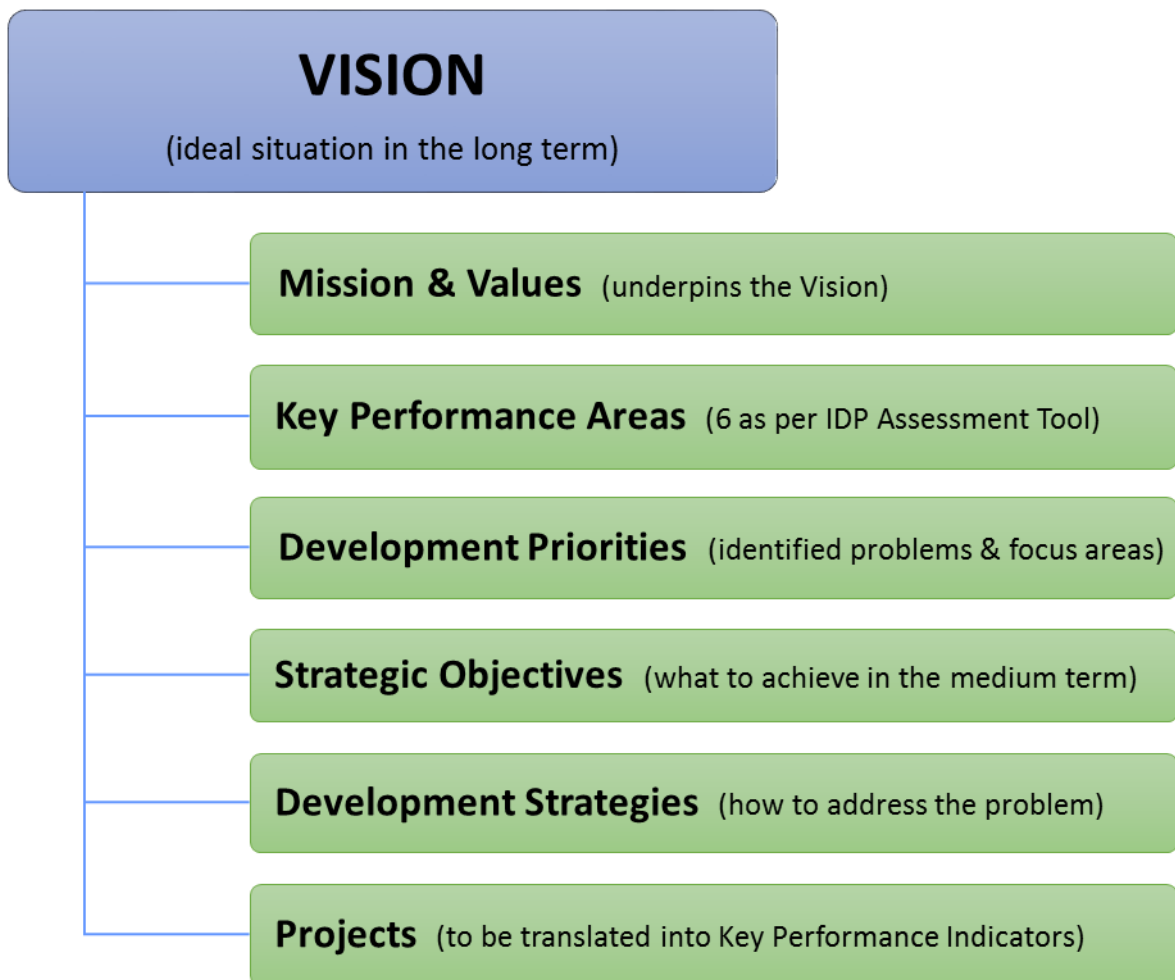 VISION
(ideal situation in the long term)
Mission & Values (underpins the Vision)
Key Performance Areas (6 as per IDP Assessment Tool)
Development Priorities (identified problems & focus areas)
Strategic Objectives (what to achieve in the medium term)
Development Strategies (how to address the problem)
Projects (to be translated into Key Performance Indicators)